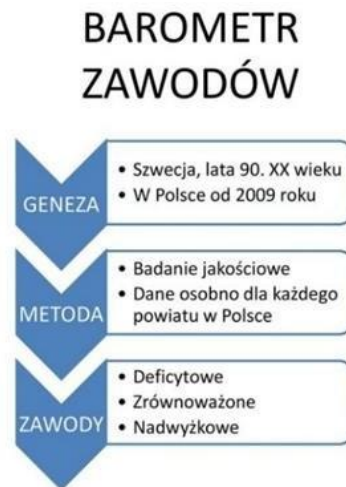 BAROMETR
ZAWODÓW
GENEZA
• Szwecja, lata 90. XX wieku
• W Polsce od 2009 roku
METODA
• Badanie jakościowe
• Dane osobno dla każdego
powiatu w Polsce
ZAWODY
• Deficytowe
• Zrównoważone
• Nadwyżkowe